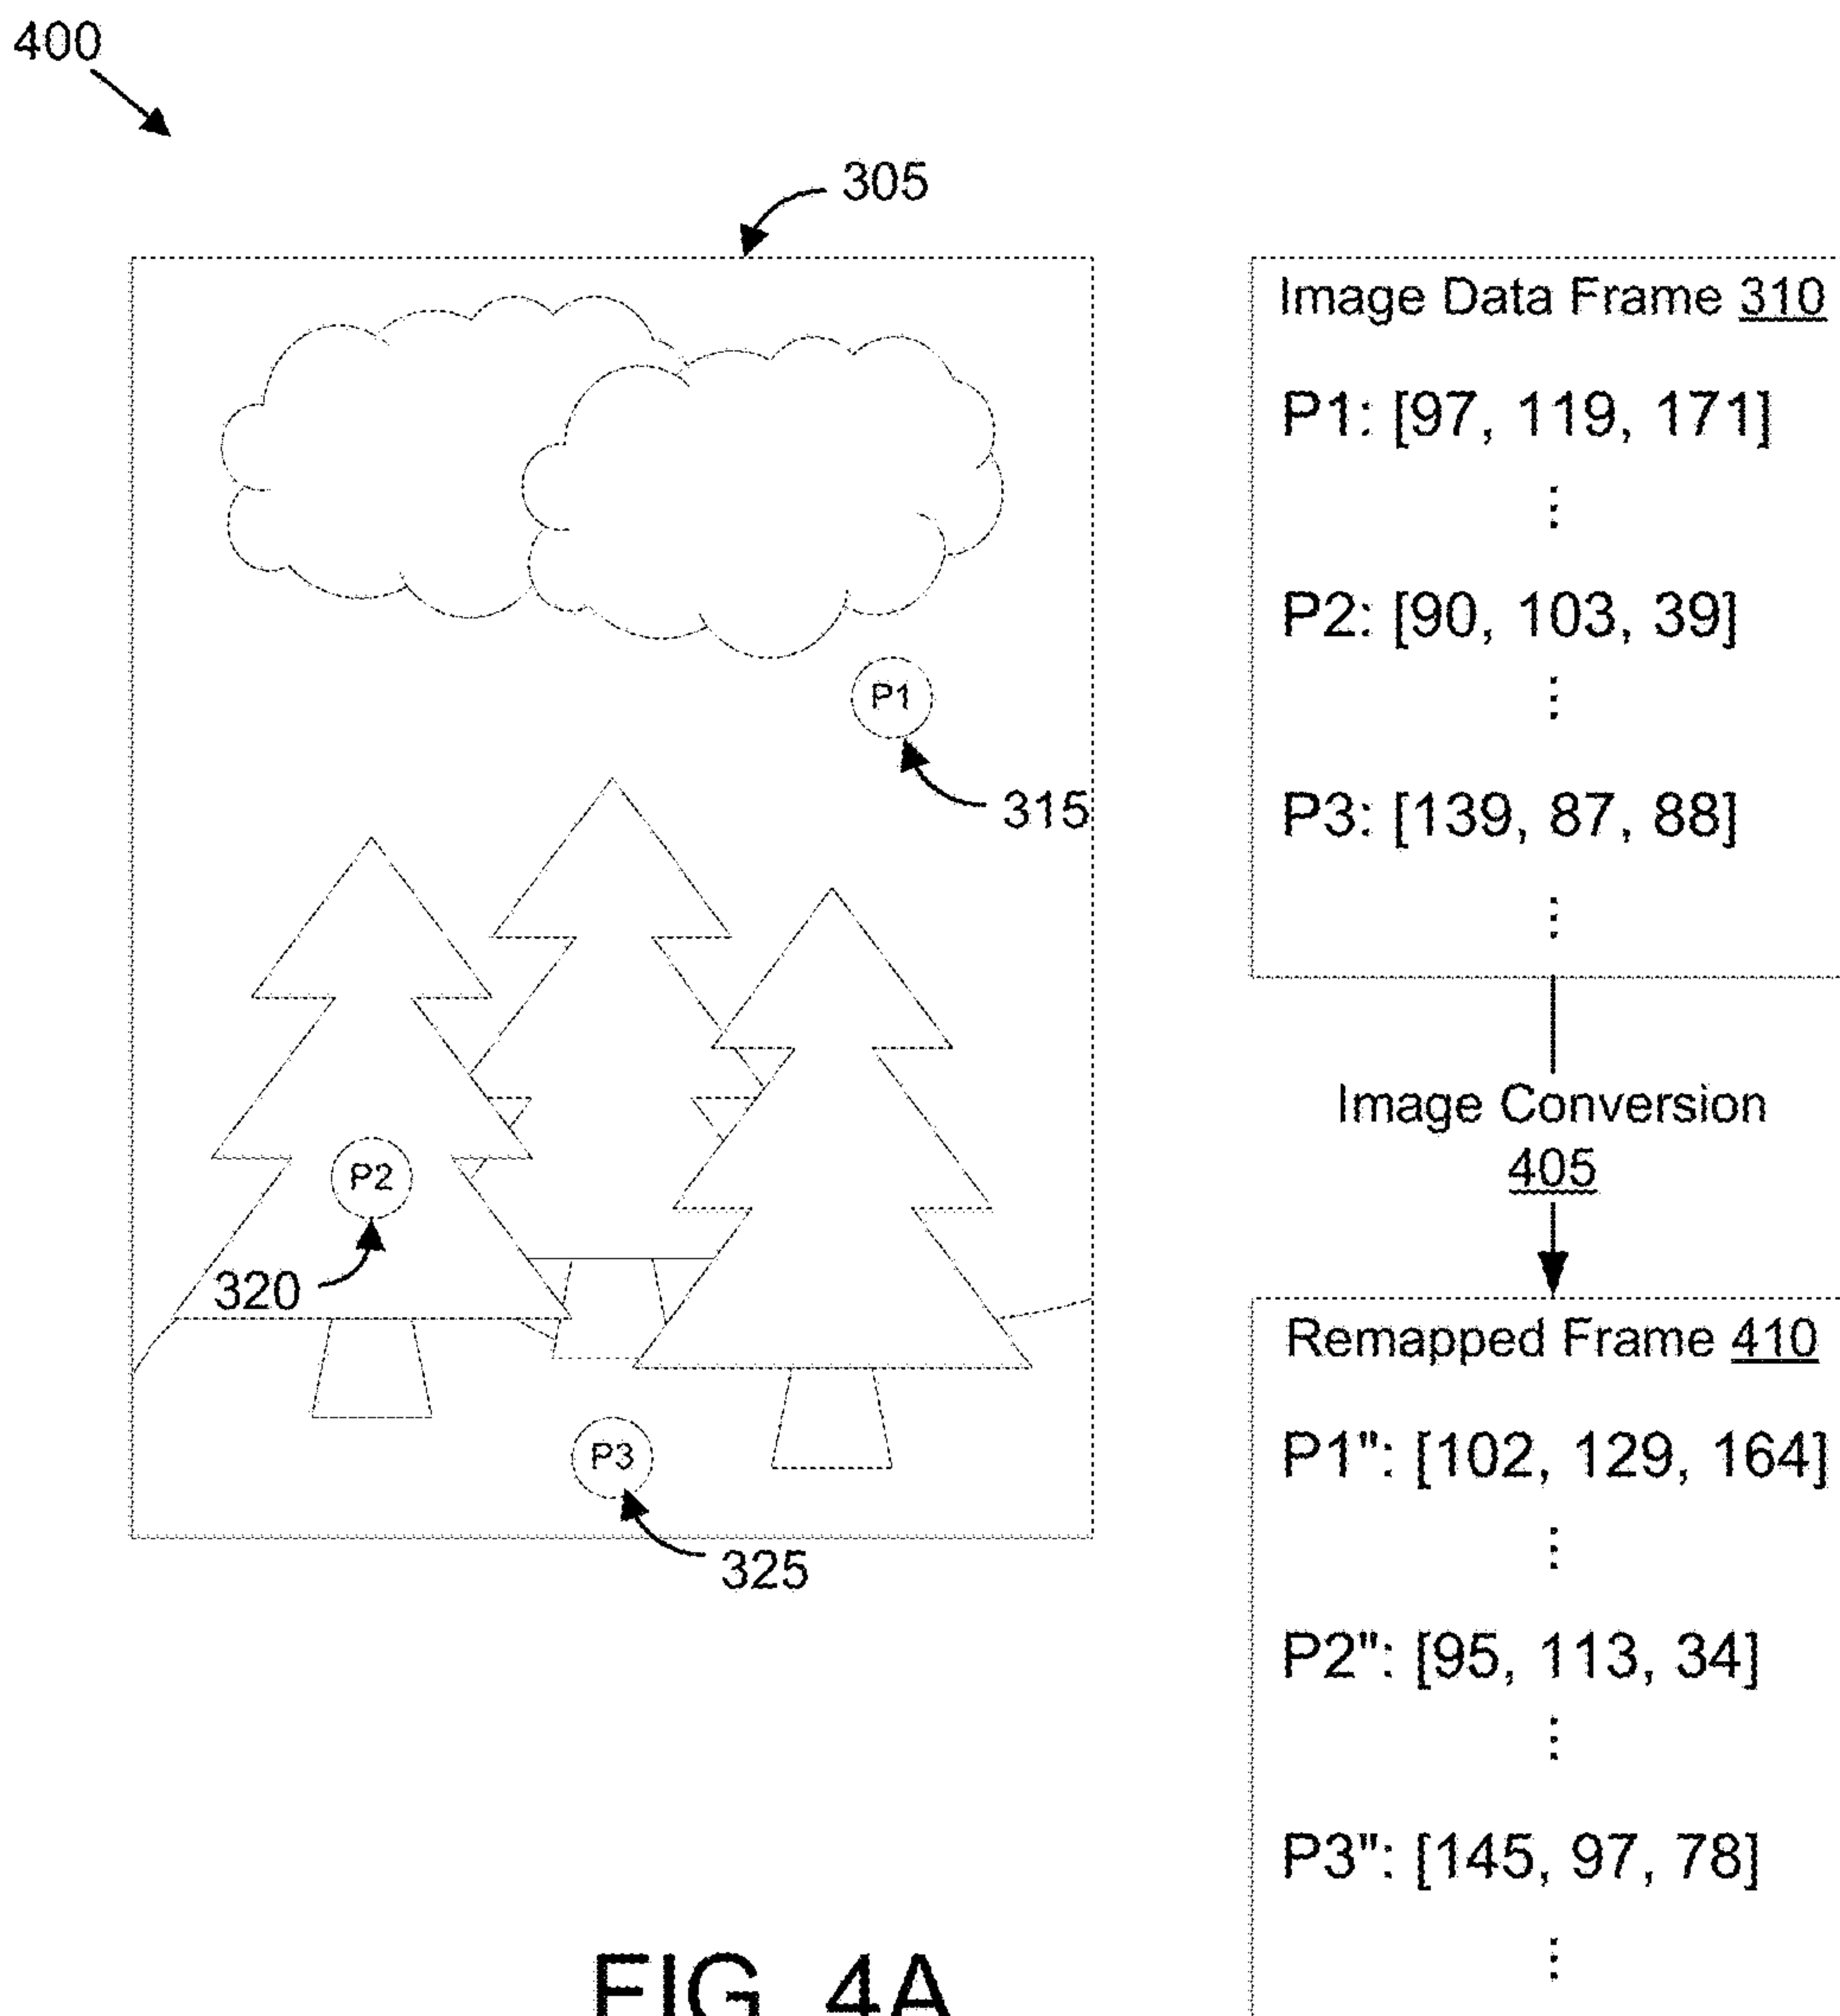 400
305
P1
315
P2
320
P3
325
Image Data Frame 310
P1: [97, 119, 171]
⋮
P2: [90, 103, 39]
⋮
P3: [139, 87, 88]
⋮
Image Conversion
405
Remapped Frame 410
P1": [102, 129, 164]
⋮
P2": [95, 113, 34]
⋮
P3": [145, 97, 78]
⋮
FIG. 4A